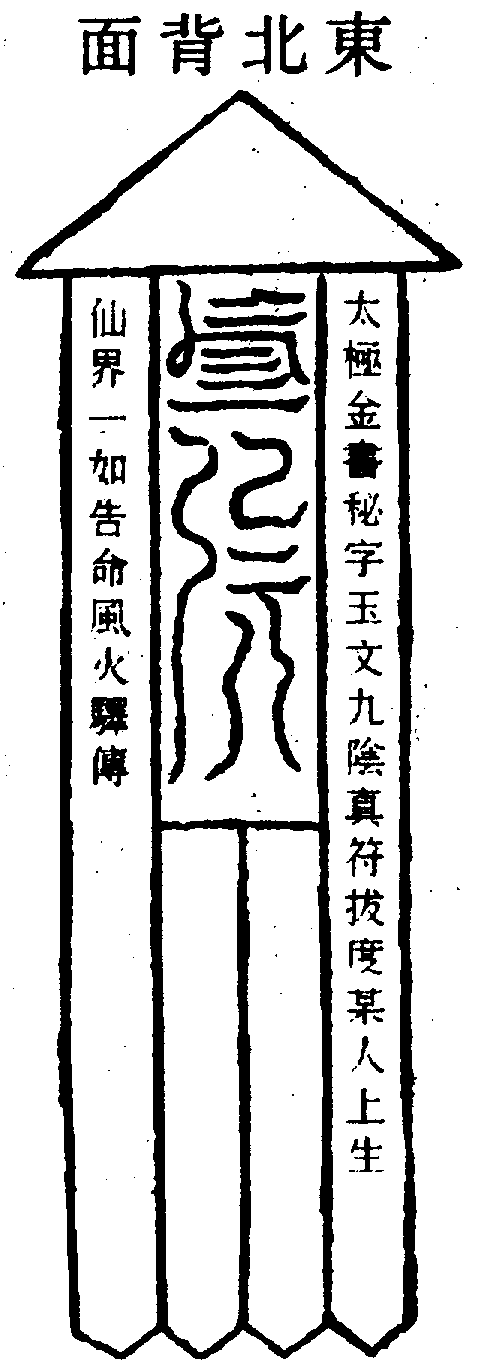 東北背面
太極金書秘字玉文九陰真符拔度某人上生
仙界一如告命風火驛傳